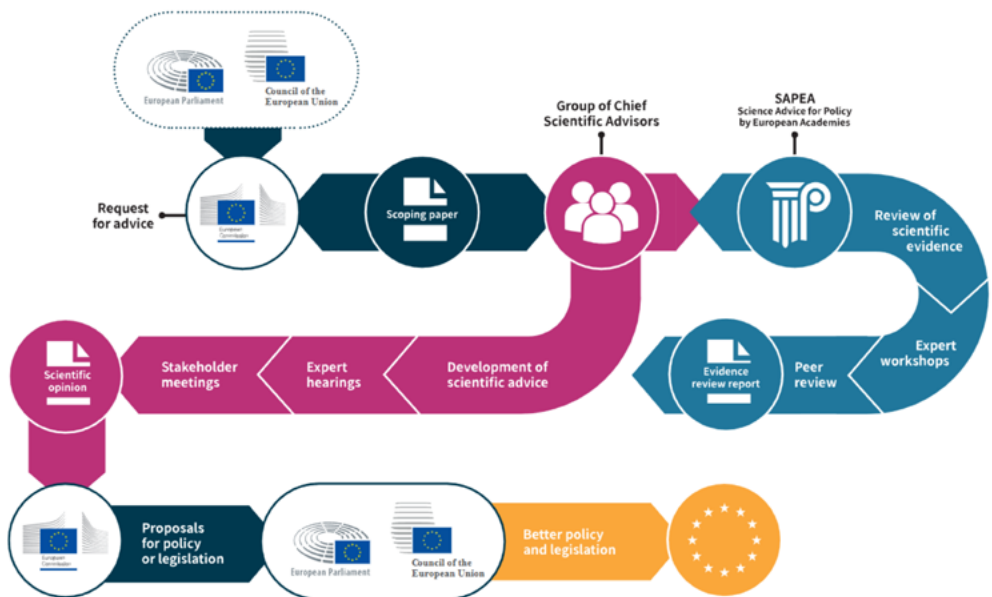 European Parliament
Council of the
European Union
Group of Chief
Scientific Advisors
SAPEA
Science Advice for Policy
by European Academies
Request
for advice
European
Commission
Scoping paper
Review of
scientific
evidence
Scientific
opinion
Stakeholder
meetings
Expert
hearings
Development of
scientific advice
Evidence
review report
Peer
review
Expert
workshops
European
Commission
Proposals
for policy
or legislation
European Parliament
Council of the
European Union
Better policy
and legislation